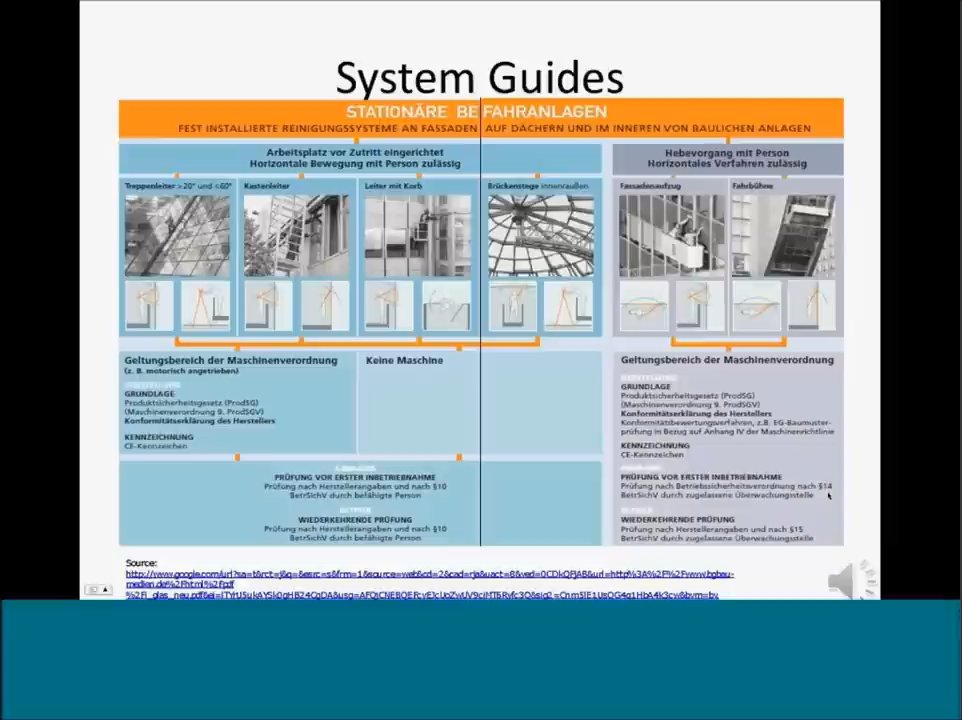 System Guides
STATIONÄRE BEFAHRANLAGEN
FEST INSTALLIERTE REINIGUNGSSYSTEME AN FASSADEN AUF DÄCHERN UND IM INNEREN VON BAULICHEN ANLAGEN
Arbeitsplatz vor Zutritt eingerichtet
Horizontale Bewegung mit Person zulässig
Hebevorgang mit Person
Horizontales Verfahren zulässig
Treppenleiter >20° und <60°
Kastenleiter
Leiter mit Korb
Brückenstege innen/außen
Fassadenaufzug
Fahrbühne
Geltungsbereich der Maschinenverordnung
(z. B. motorisch angetrieben)
GRUNDLAGE
Produktsicherheitsgesetz (ProdSG)
(Maschinenverordnung 9. ProdSGV)
Konformitätserklärung des Herstellers
KENNZEICHNUNG
CE-Kennzeichen
Keine Maschine
PRÜFUNG VOR ERSTER INBETRIEBNAHME
Prüfung nach Herstellerangaben und nach §10
BetrSichV durch befähigte Person
BETRIEB
WIEDERKEHRENDE PRÜFUNG
Prüfung nach Herstellerangaben und nach §10
BetrSichV durch befähigte Person
Geltungsbereich der Maschinenverordnung
GRUNDLAGE
Produktsicherheitsgesetz (ProdSG)
(Maschinenverordnung 9. ProdSGV)
Konformitätserklärung des Herstellers
Konformitätsbewertungsverfahren, z.B. EG-Baumuster-
prüfung in Bezug auf Anhang IV der Maschinenrichtlinie
KENNZEICHNUNG
CE-Kennzeichen
PRÜFUNG VOR ERSTER INBETRIEBNAHME
Prüfung nach Betriebssicherheitsverordnung nach §14
BetrSichV durch zugelassene Überwachungsstelle
BETRIEB
WIEDERKEHRENDE PRÜFUNG
Prüfung nach Herstellerangaben und nach §15
BetrSichV durch zugelassene Überwachungsstelle
Source: